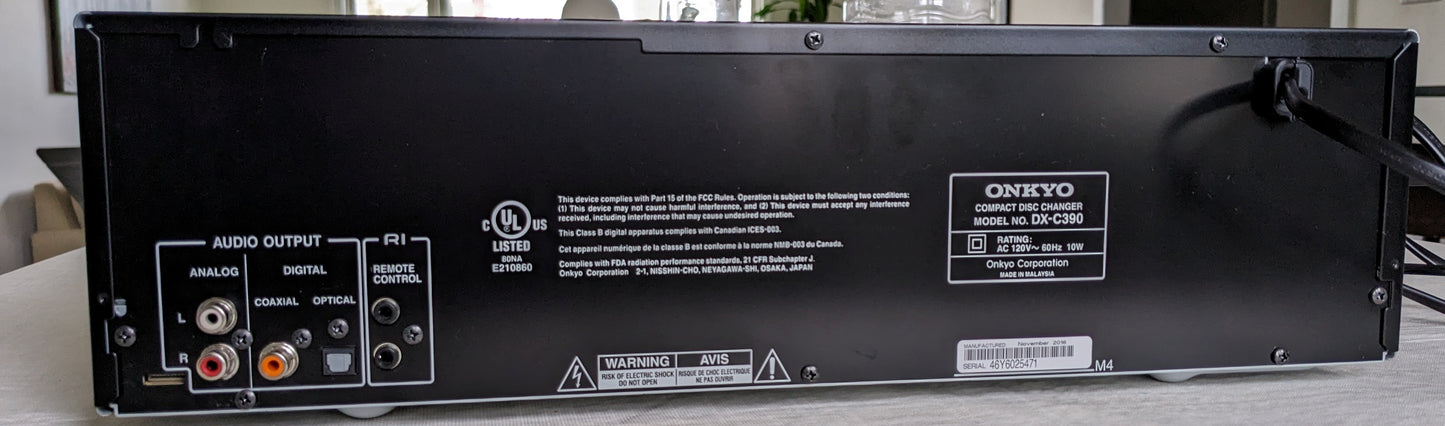 AUDIO OUTPUT
ANALOG
DIGITAL
COAXIAL OPTICAL
L
R
RI
REMOTE
CONTROL
C UL US
LISTED
80NA
E210860
This device complies with Part 15 of the FCC Rules. Operation is subject to the following two conditions:
(1) This device may not cause harmful interference, and (2) This device must accept any interference
received, including interference that may cause undesired operation.
This Class B digital apparatus complies with Canadian ICES-003.
Cet appareil numérique de la classe B est conforme à la norme NMB-003 du Canada.
Complies with FDA radiation performance standards, 21 CFR Subchapter J.
Onkyo Corporation 2-1, NISSHIN-CHO, NEYAGAWA-SHI, OSAKA, JAPAN
WARNING
RISK OF ELECTRIC SHOCK
DO NOT OPEN
AVIS
RISQUE DE CHOC ELECTRIQUE
NE PAS OUVRIR
ONKYO
COMPACT DISC CHANGER
MODEL NO. DX-C390
RATING:
AC 120V~ 60Hz 10W
Onkyo Corporation
MADE IN MALAYSIA
MANUFACTURED November 2016
SERIAL 46Y6025471
M4